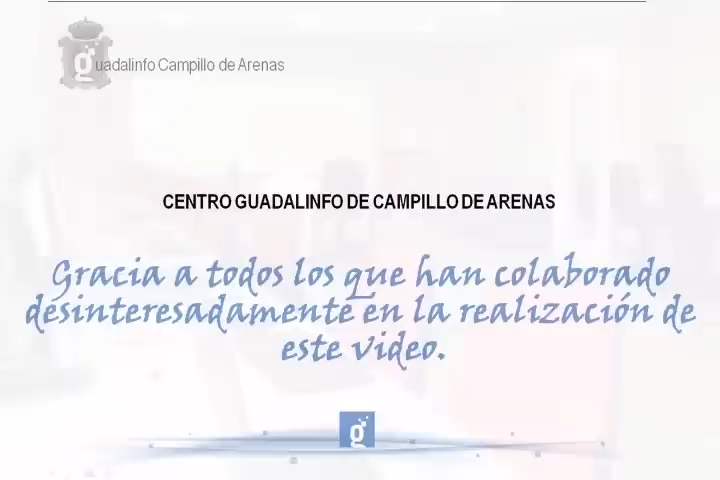 guadalinfo Campillo de Arenas
CENTRO GUADALINFO DE CAMPILLO DE ARENAS
Gracia a todos los que han colaborado
desinteresadamente en la realización de
este video.
g